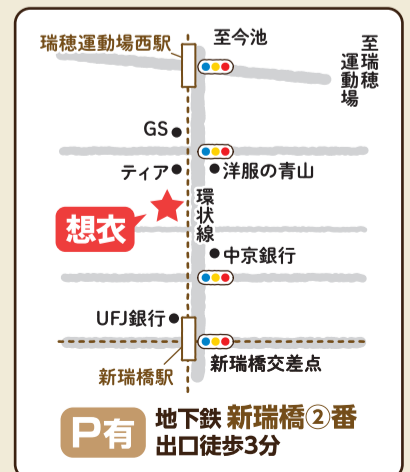 瑞穂運動場西駅
至今池
至瑞穂
運動場
GS
ティア
洋服の青山
想衣
環状線
中京銀行
UFJ銀行
新瑞橋交差点
新瑞橋駅
P有
地下鉄 新瑞橋②番
出口徒歩3分